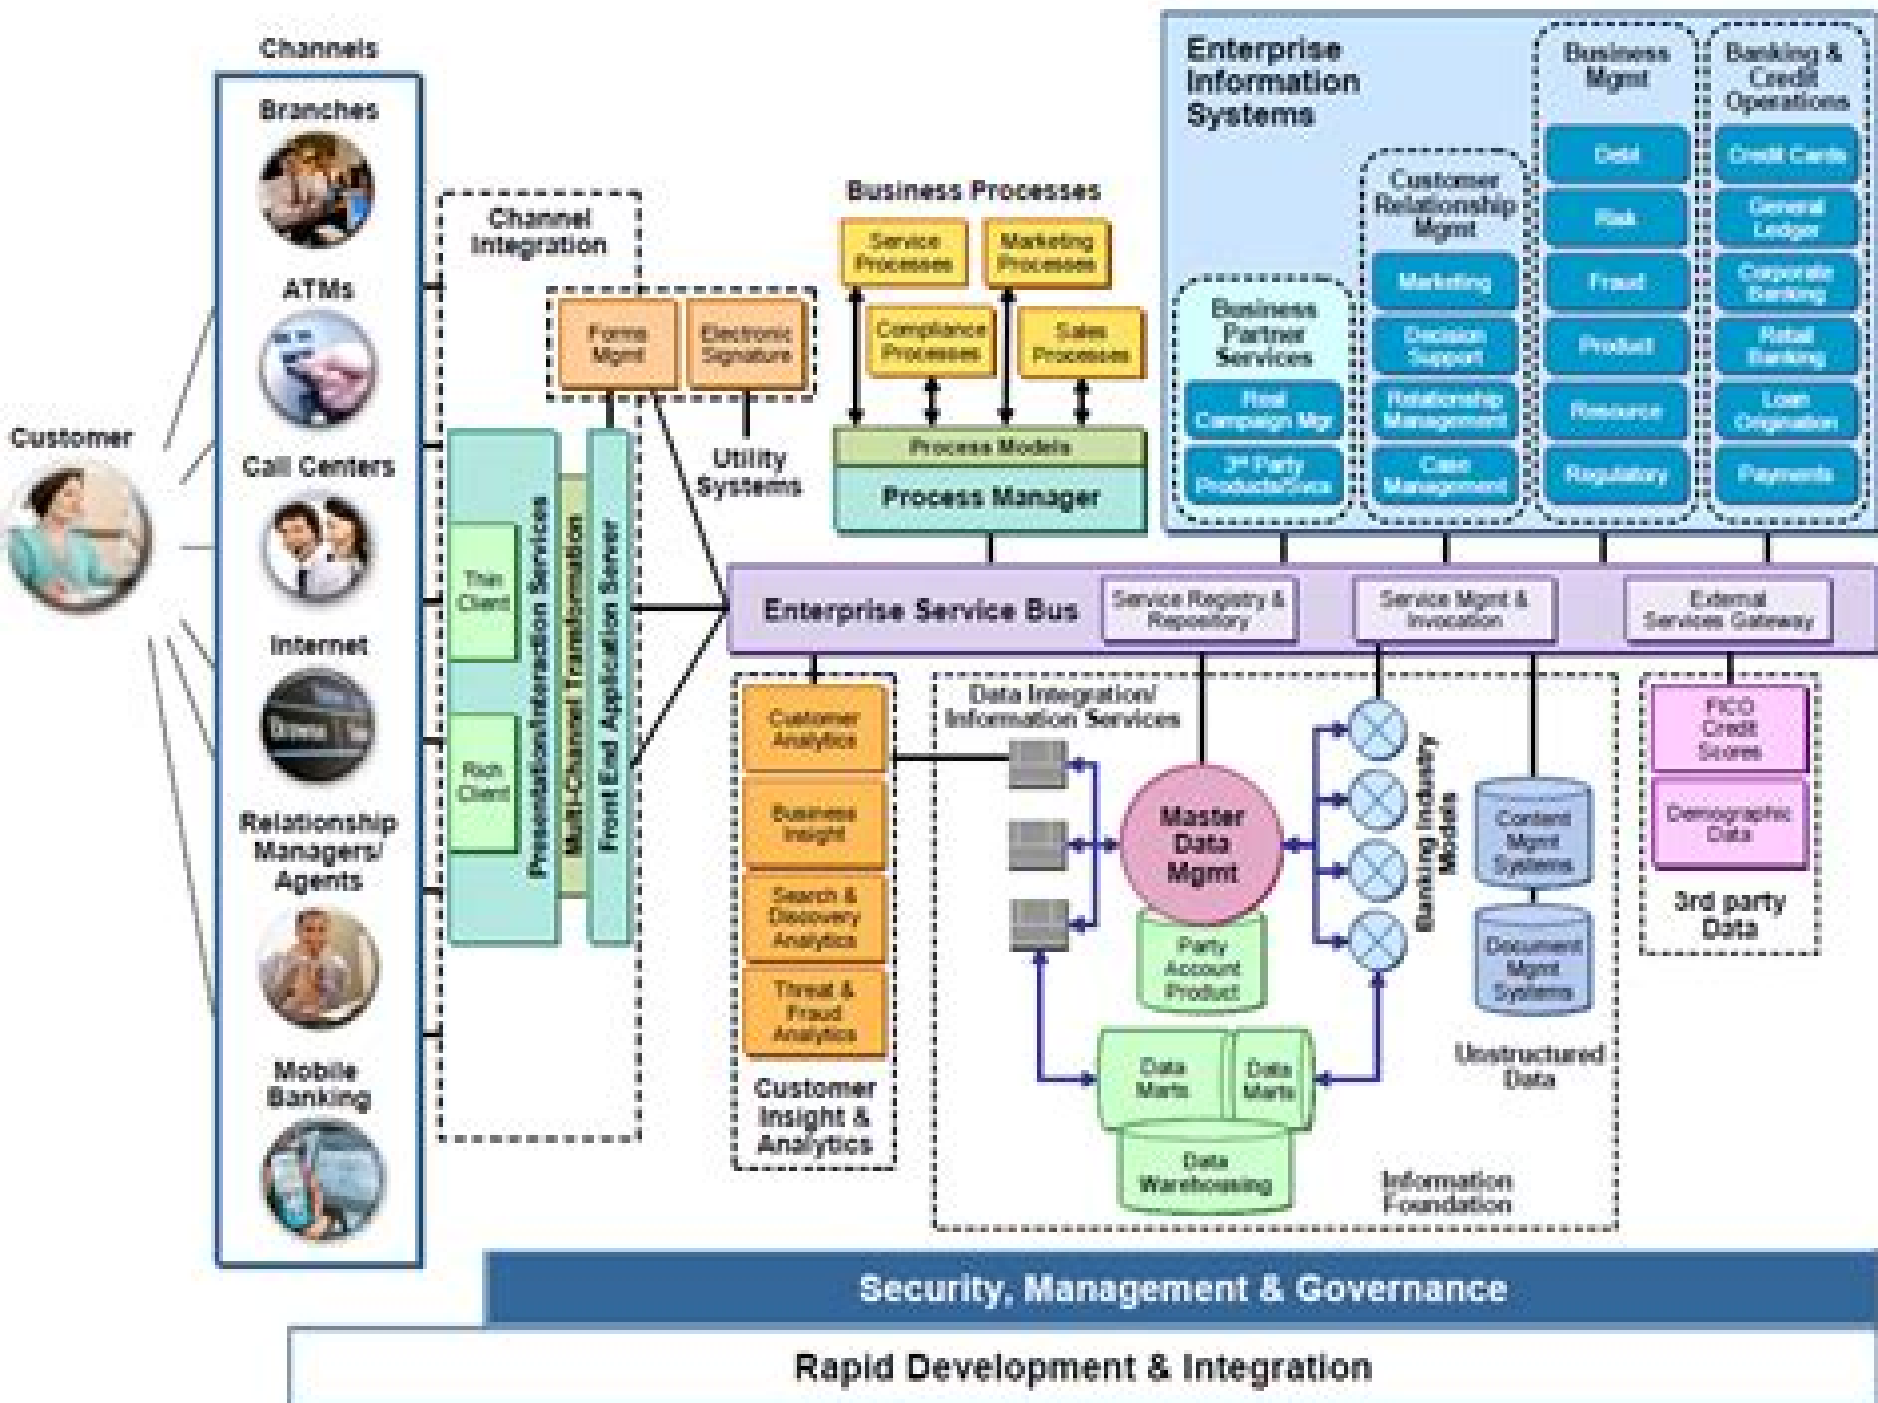 Channels
Branches
ATMs
Call Centers
Internet
Relationship
Managers/
Agents
Mobile
Banking
Customer
Channel
Integration
Forms
Mgmt
Electronic
Signature
Utility
Systems
Thin
Client
Rich
Client
Presentation/Interaction Services
Multi-Channel Transformation
Front End Application Server
Business Processes
Service
Processes
Marketing
Processes
Compliance
Processes
Sales
Processes
Process Models
Process Manager
Enterprise
Information
Systems
Business
Partner
Services
Campaign Mgr
3rd Party
Customer
Relationship
Mgmt
Marketing
Decision
Support
Relationship
Management
Case
Management
Business
Mgmt
Debt
Risk
Fraud
Product
Resource
Regulatory
Banking &
Credit
Operations
Credit Cards
General
Ledger
Corporate
Banking
Retail
Banking
Loan
Origination
Payments
Enterprise Service Bus
Service Registry &
Repository
Service Mgmt &
Invocation
External
Services Gateway
Customer
Analytics
Business
Insight
Search &
Discovery
Analytics
Threat &
Fraud
Analytics
Customer
Insight &
Analytics
Data Integration/
Information Services
Master
Data
Mgmt
Party
Account
Product
Data
Marts
Data
Marts
Data
Warehousing
Banking Industry
Models
Content
Mgmt
Systems
Document
Mgmt
Systems
Unstructured
Data
Information
Foundation
FICO
Credit
Scores
Demographic
Data
3rd party
Data
Security, Management & Governance
Rapid Development & Integration